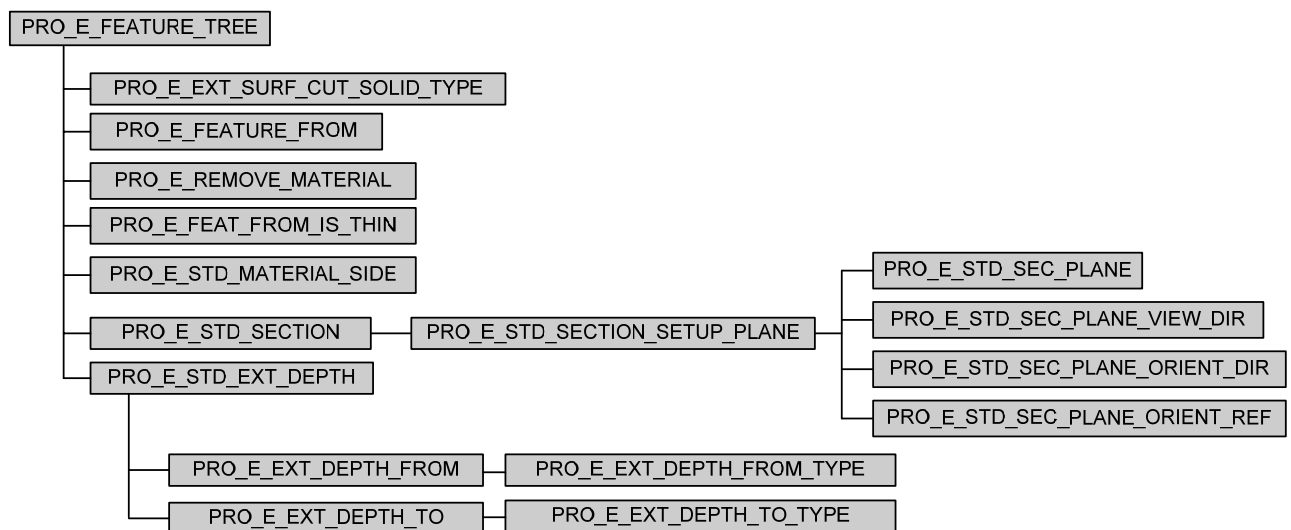 PRO_E_FEATURE_TREE
PRO_E_EXT_SURF_CUT_SOLID_TYPE
PRO_E_FEATURE_FROM
PRO_E_REMOVE_MATERIAL
PRO_E_FEAT_FROM_IS_THIN
PRO_E_STD_MATERIAL_SIDE
PRO_E_STD_SECTION
PRO_E_STD_SECTION_SETUP_PLANE
PRO_E_STD_SEC_PLANE
PRO_E_STD_SEC_PLANE_VIEW_DIR
PRO_E_STD_SEC_PLANE_ORIENT_DIR
PRO_E_STD_SEC_PLANE_ORIENT_REF
PRO_E_STD_EXT_DEPTH
PRO_E_EXT_DEPTH_FROM
PRO_E_EXT_DEPTH_FROM_TYPE
PRO_E_EXT_DEPTH_TO
PRO_E_EXT_DEPTH_TO_TYPE